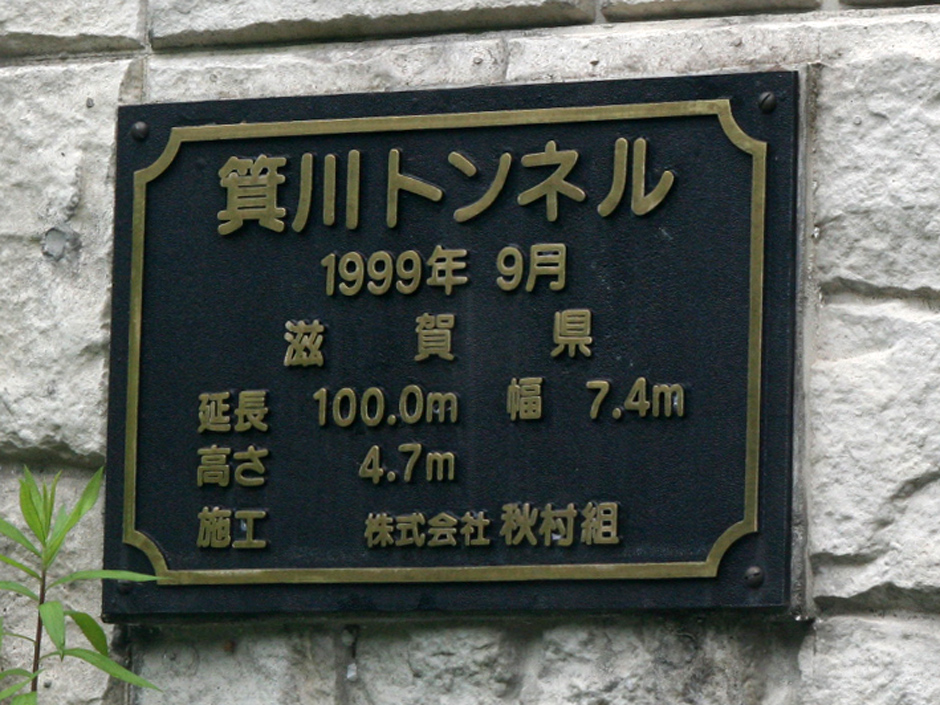 箕川トンネル
1999年 9月
滋 賀 県
延長 100.0m 幅 7.4m
高さ 4.7m
施工 株式会社 秋村組